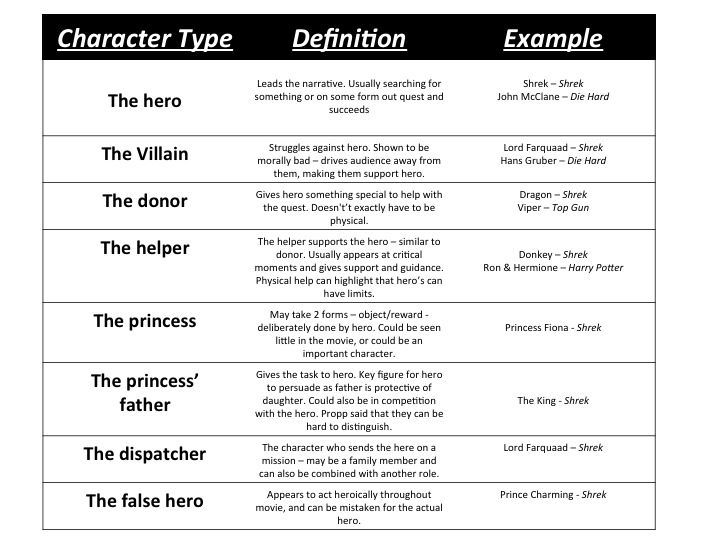 Character Type Definition Example
The hero
Leads the narrative. Usually searching for
something or on some form out quest and
succeeds
Shrek – Shrek
John McClane – Die Hard
The Villain
Struggles against hero. Shown to be
morally bad – drives audience away from
them, making them support hero.
Lord Farquaad – Shrek
Hans Gruber – Die Hard
The donor
Gives hero something special to help with
the quest. Doesn't't exactly have to be
physical.
Dragon – Shrek
Viper – Top Gun
The helper
The helper supports the hero – similar to
donor. Usually appears at critical
moments and gives support and guidance.
Physical help can highlight that hero's can
have limits.
Donkey – Shrek
Ron & Hermione – Harry Potter
The princess
May take 2 forms – object/reward -
deliberately done by hero. Could be seen
little in the movie, or could be an
important character.
Princess Fiona - Shrek
The princess’
father
Gives the task to hero. Key figure for hero
to persuade as father is protective of
daughter. Could also be in competition
with the hero. Propp said that they can be
hard to distinguish.
The King - Shrek
The dispatcher
The character who sends the here on a
mission – may be a family member and
can also be combined with another role.
Lord Farquaad – Shrek
The false hero
Appears to act heroically throughout
movie, and can be mistaken for the actual
hero.
Prince Charming - Shrek